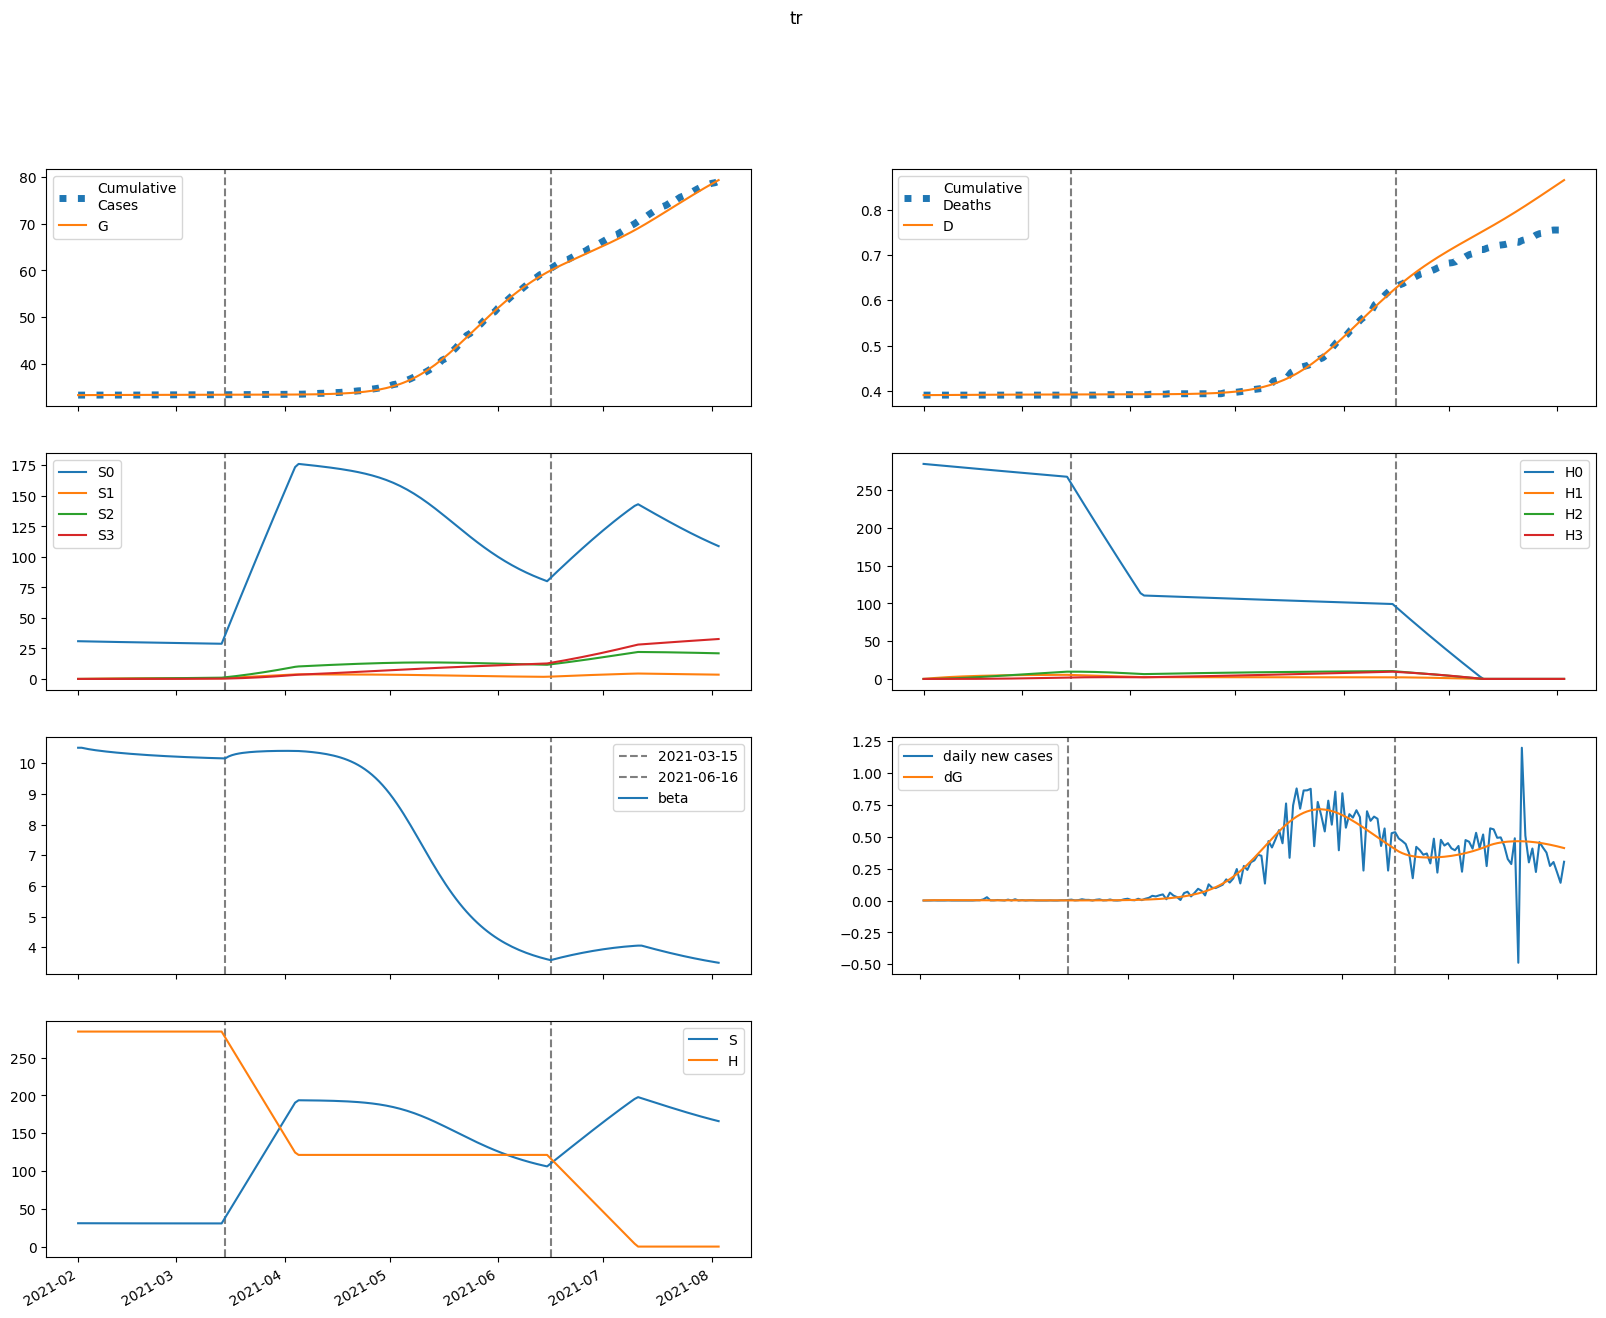 tr
80
70
60
50
40
Cumulative
Cases
G
0.8
0.7
0.6
0.5
0.4
Cumulative
Deaths
D
175
150
125
100
75
50
25
0
S0
S1
S2
S3
250
200
150
100
50
0
H0
H1
H2
H3
10
9
8
7
6
5
4
2021-03-15
2021-06-16
beta
1.25
1.00
0.75
0.50
0.25
0.00
−0.25
−0.50
daily new cases
dG
250
200
150
100
50
0
S
H
2021-02
2021-03
2021-04
2021-05
2021-06
2021-07
2021-08